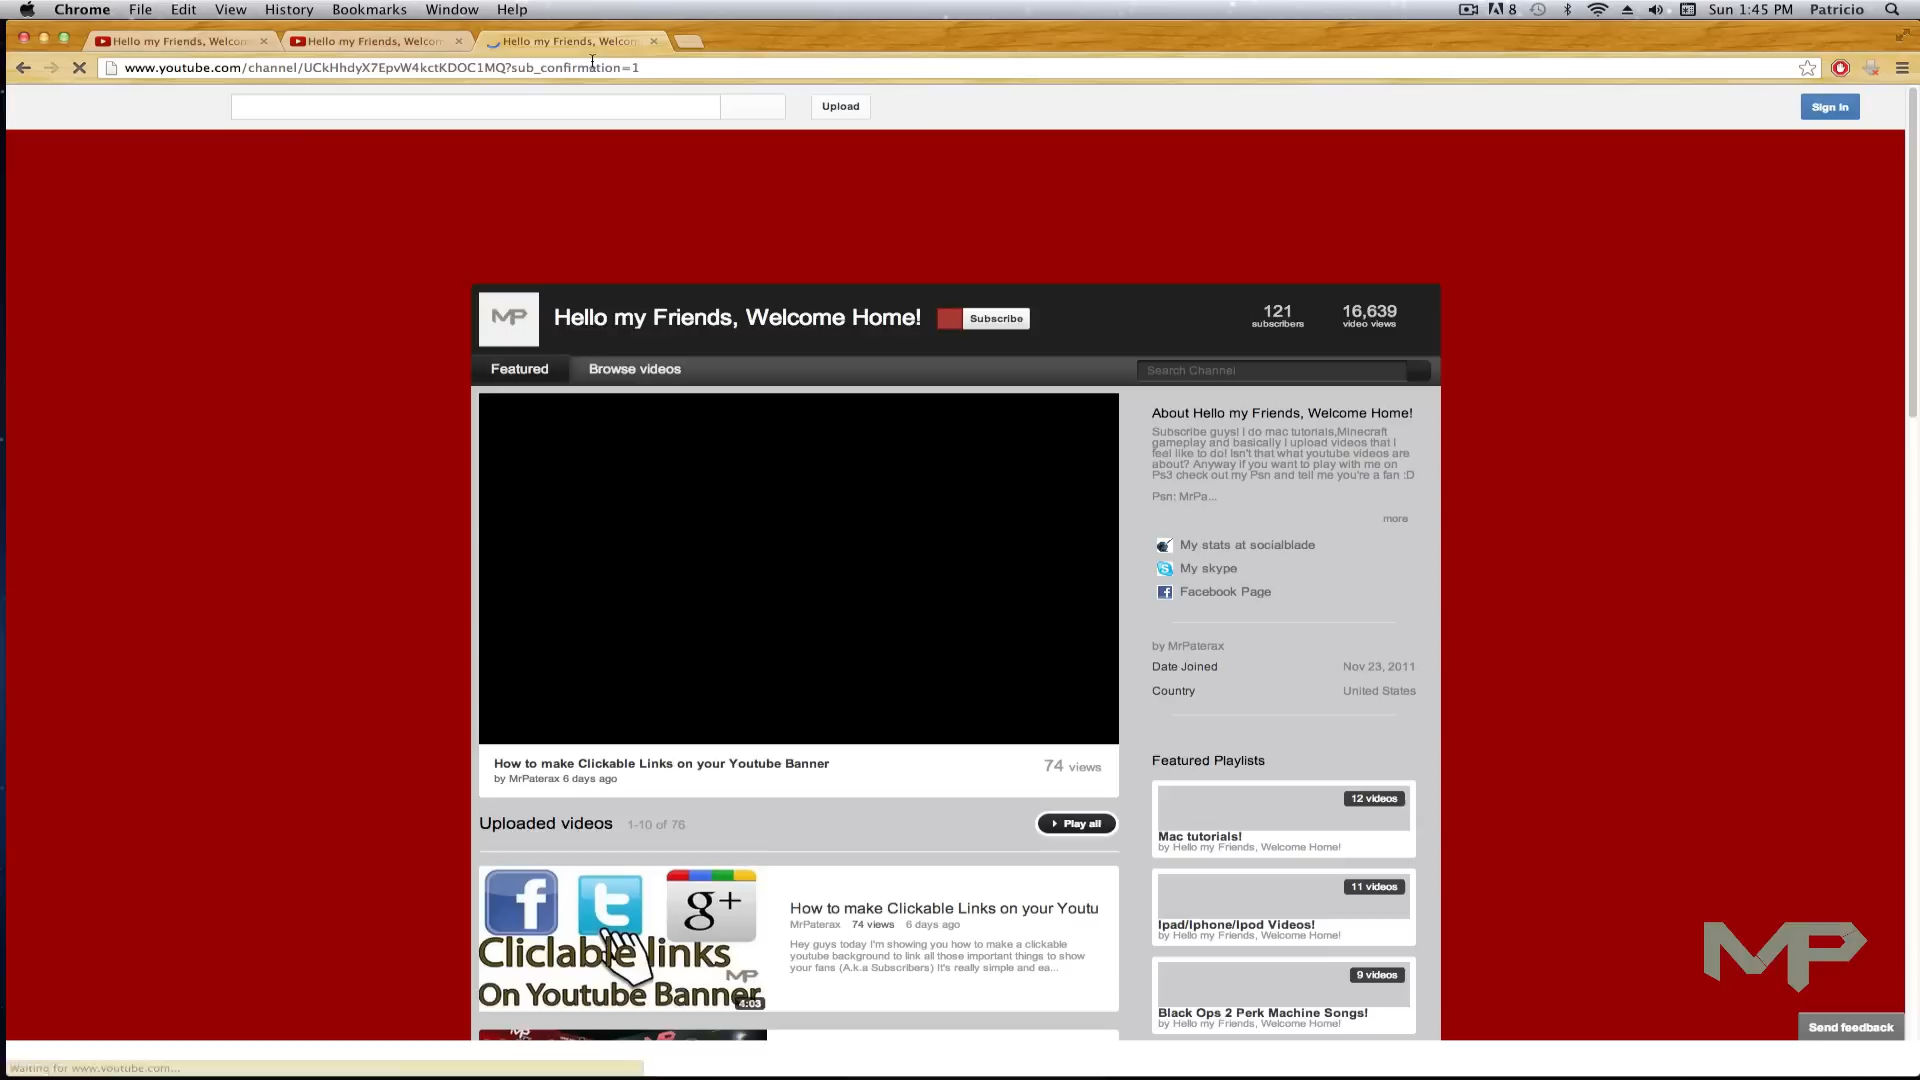 Chrome File Edit View History Bookmarks Window Help 8 Sun 1:45 PM Patricio
Hello my Friends, Welcom Hello my Friends, Welcom Hello my Friends, Welcom
www.youtube.com/channel/UCkHhdyX7EpvW4kctKDOC1MQ?sub_confirmation=1
Upload Sign In
MP Hello my Friends, Welcome Home! Subscribe 121 16,639
subscribers video views
Featured Browse videos Search Channel
About Hello my Friends, Welcome Home!
Subscribe guys! I do mac tutorials,Minecraft
gameplay and basically I upload videos that I
feel like to do! Isn't that what youtube videos are
about? Anyway if you want to play with me on
Ps3 check out my Psn and tell me you're a fan :D
Psn: MrPa...
more
My stats at socialblade
My skype
Facebook Page
by MrPaterax
Date Joined Nov 23, 2011
Country United States
How to make Clickable Links on your Youtube Banner
by MrPaterax 6 days ago
74 views
Uploaded videos 1-10 of 76 Play all
f t g+
Cliclable links
MP
On Youtube Banner
4:03
How to make Clickable Links on your Youtu
MrPaterax 74 views 6 days ago
Hey guys today I'm showing you how to make a clickable
youtube background to link all those important things to show
your fans (A.k.a Subscribers) It's really simple and ea...
Featured Playlists
12 videos
Mac tutorials!
by Hello my Friends, Welcome Home!
11 videos
Ipad/Iphone/Ipod Videos!
by Hello my Friends, Welcome Home!
9 videos
Black Ops 2 Perk Machine Songs!
by Hello my Friends, Welcome Home!
MP
Send feedback
Waiting for www.youtube.com...